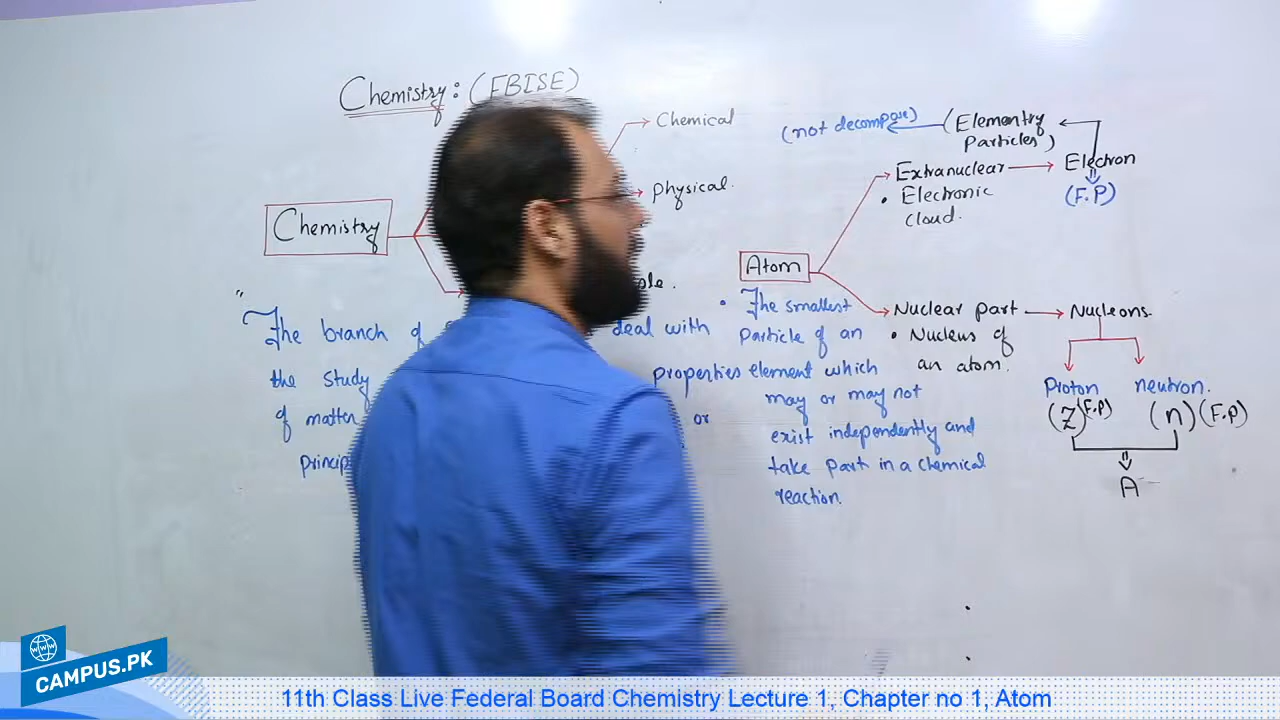 Chemistry: (FBISE)
Chemical
Physical.
Chemistry
"The branch of deal with
the study properties
of matter or
(not decompose)
(Elementry
Particles)
Extranuclear
Electron
(F.P)
• Electronic
cloud.
Atom
• The smallest
Particle of an
element which
may or may not
exist independently and
take part in a chemical
reaction.
Nuclear part
Nucleons.
• Nucleus of
an atom.
Proton neutron.
(Z)(F.P) (n)(F.P)
A
www
CAMPUS.PK
11th Class Live Federal Board Chemistry Lecture 1, Chapter no 1, Atom